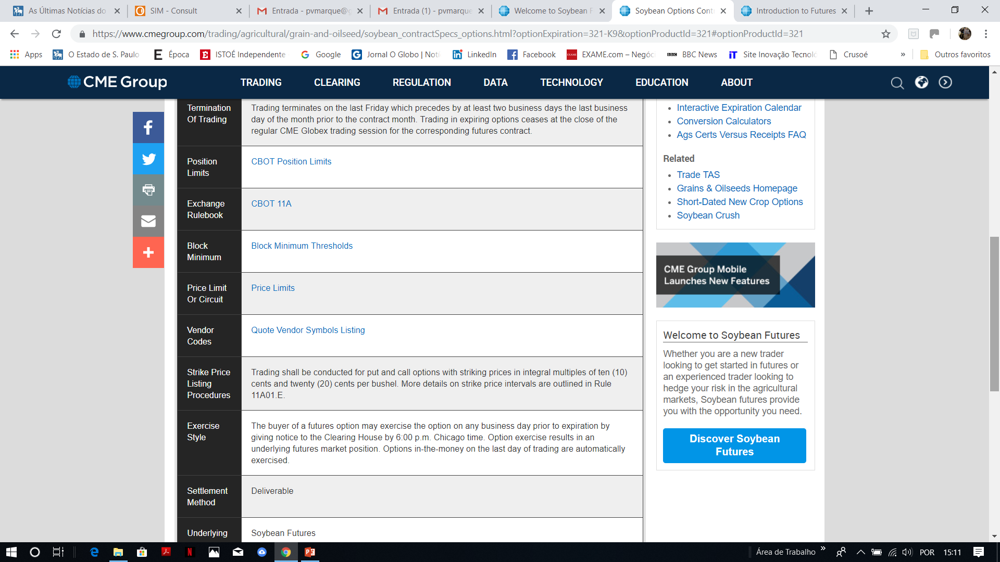 As Últimas Notícias do
SIM - Consult
Entrada - pvmarque@g
Entrada (1) - pvmarque
Welcome to Soybean F
Soybean Options Cont
Introduction to Futures
https://www.cmegroup.com/trading/agricultural/grain-and-oilseed/soybean_contractSpecs_options.html?optionExpiration=321-K9&optionProductId=321#optionProductId=321
Apps
O Estado de S. Paulo
Época
ISTOÉ Independente
Google
Jornal O Globo | Notí
LinkedIn
Facebook
EXAME.com – Negóc
BBC News
Site Inovação Tecnoló
Crusoé
»
Outros favoritos
CME Group
TRADING
CLEARING
REGULATION
DATA
TECHNOLOGY
EDUCATION
ABOUT
Termination
Of Trading
Trading terminates on the last Friday which precedes by at least two business days the last business
day of the month prior to the contract month. Trading in expiring options ceases at the close of the
regular CME Globex trading session for the corresponding futures contract.
Position
Limits
CBOT Position Limits
Exchange
Rulebook
CBOT 11A
Block
Minimum
Block Minimum Thresholds
Price Limit
Or Circuit
Price Limits
Vendor
Codes
Quote Vendor Symbols Listing
Strike Price
Listing
Procedures
Trading shall be conducted for put and call options with striking prices in integral multiples of ten (10)
cents and twenty (20) cents per bushel. More details on strike price intervals are outlined in Rule
11A01.E.
Exercise
Style
The buyer of a futures option may exercise the option on any business day prior to expiration by
giving notice to the Clearing House by 6:00 p.m. Chicago time. Option exercise results in an
underlying futures market position. Options in-the-money on the last day of trading are automatically
exercised.
Settlement
Method
Deliverable
Underlying
Soybean Futures
Interactive Expiration Calendar
Conversion Calculators
Ags Certs Versus Receipts FAQ
Related
Trade TAS
Grains & Oilseeds Homepage
Short-Dated New Crop Options
Soybean Crush
CME Group Mobile
Launches New Features
Welcome to Soybean Futures
Whether you are a new trader
looking to get started in futures or
an experienced trader looking to
hedge your risk in the agricultural
markets, Soybean futures provide
you with the opportunity you need.
Discover Soybean
Futures
Área de Trabalho
»
POR
15:11